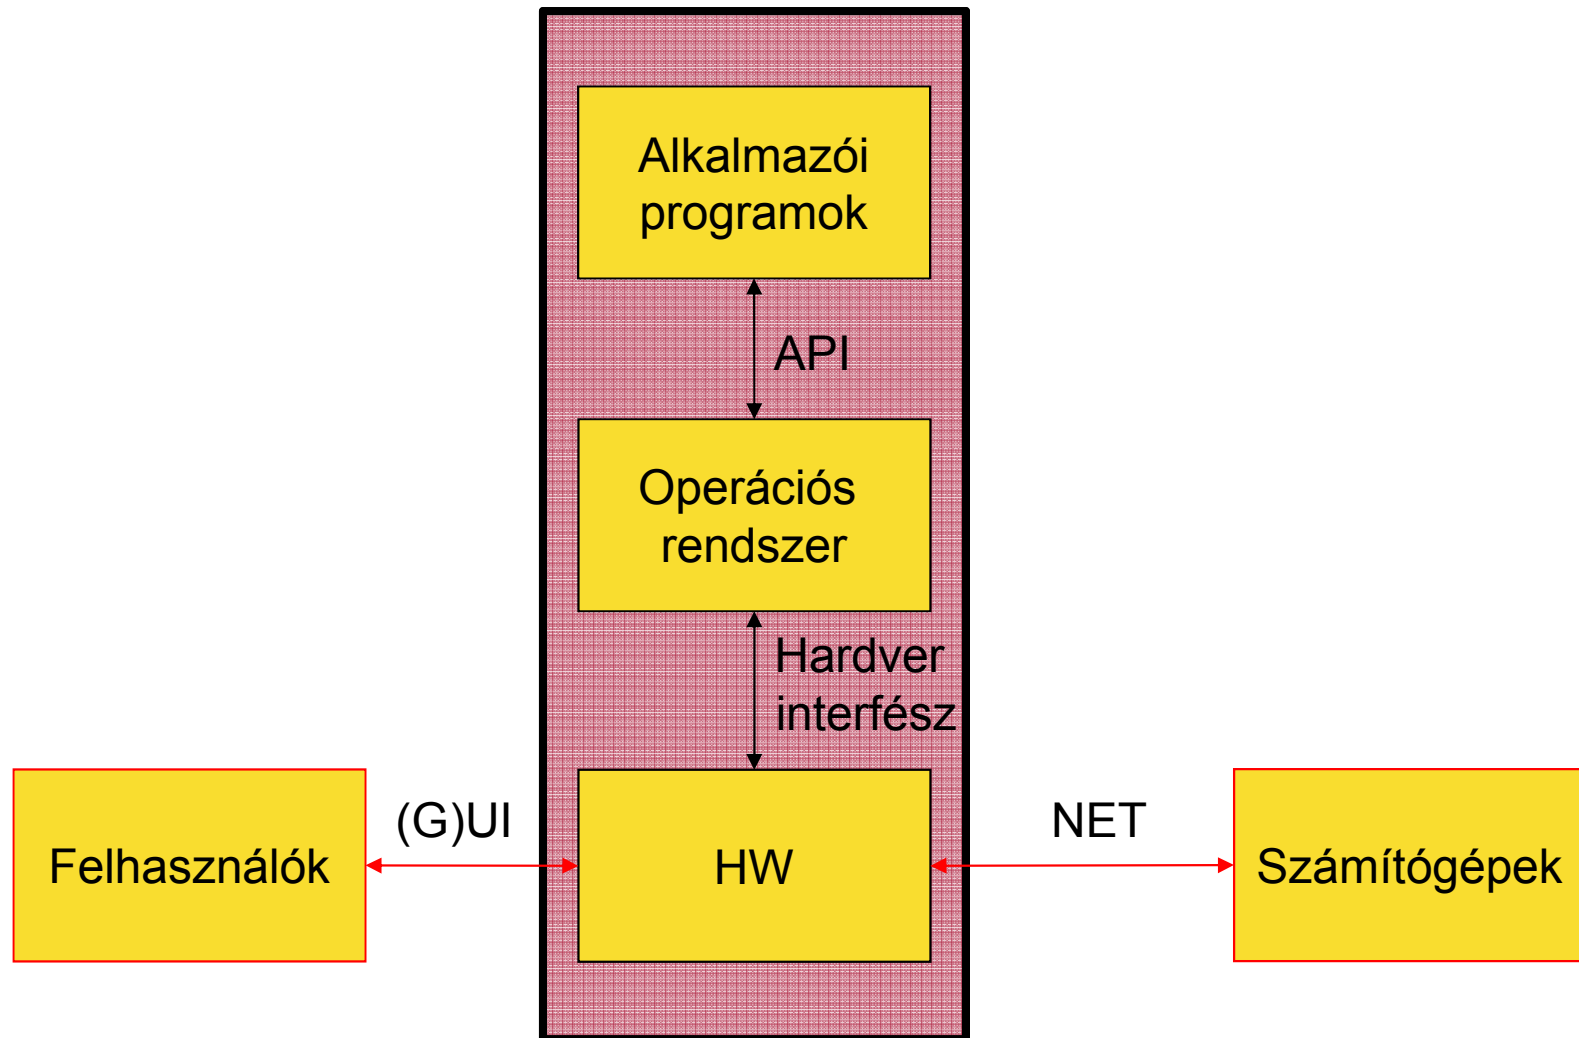 Alkalmazói
programok
API
Operációs
rendszer
Hardver
interfész
Felhasználók
(G)UI
HW
NET
Számítógépek